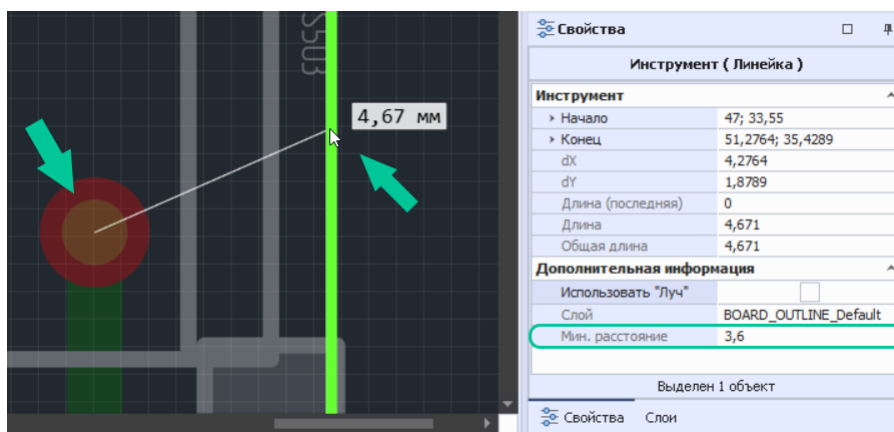 S5U3
4,67 мм
Свойства
Инструмент ( Линейка )
Инструмент
Начало 47; 33,55
Конец 51,2764; 35,4289
dX 4,2764
dY 1,8789
Длина (последняя) 0
Длина 4,671
Общая длина 4,671
Дополнительная информация
Использовать "Луч"
Слой BOARD_OUTLINE_Default
Мин. расстояние 3,6
Выделен 1 объект
Свойства Слои